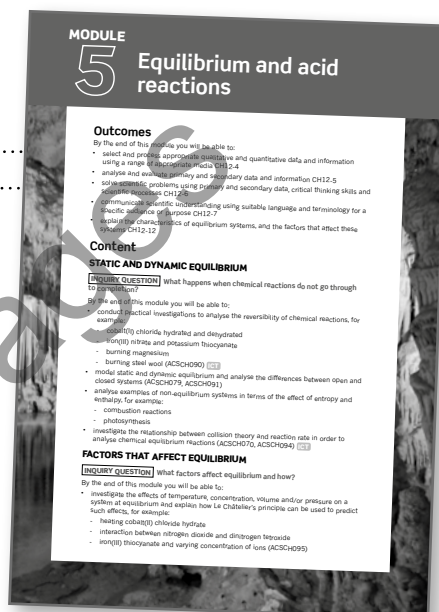 MODULE
5
Equilibrium and acid
reactions
Outcomes
By the end of this module you will be able to:
• select and process appropriate qualitative and quantitative data and information
using a range of appropriate media CH12-4
• analyse and evaluate primary and secondary data and information CH12-5
• solve scientific problems using primary and secondary data, critical thinking skills and
scientific processes CH12-6
• communicate scientific understanding using suitable language and terminology for a
specific audience or purpose CH12-7
• explain the characteristics of equilibrium systems, and the factors that affect these
systems CH12-12
Content
STATIC AND DYNAMIC EQUILIBRIUM
INQUIRY QUESTION What happens when chemical reactions do not go through
to completion?
By the end of this module you will be able to:
• conduct practical investigations to analyse the reversibility of chemical reactions, for
example:
- cobalt(II) chloride hydrated and dehydrated
- iron(III) nitrate and potassium thiocyanate
- burning magnesium
- burning steel wool (ACSCH090) ICT
• model static and dynamic equilibrium and analyse the differences between open and
closed systems (ACSCH079, ACSCH091)
• analyse examples of non-equilibrium systems in terms of the effect of entropy and
enthalpy, for example:
- combustion reactions
- photosynthesis
• investigate the relationship between collision theory and reaction rate in order to
analyse chemical equilibrium reactions (ACSCH070, ACSCH094) ICT
FACTORS THAT AFFECT EQUILIBRIUM
INQUIRY QUESTION What factors affect equilibrium and how?
By the end of this module you will be able to:
• investigate the effects of temperature, concentration, volume and/or pressure on a
system at equilibrium and explain how Le Châtelier's principle can be used to predict
such effects, for example:
- heating cobalt(II) chloride hydrate
- interaction between nitrogen dioxide and dinitrogen tetroxide
- iron(III) thiocyanate and varying concentration of ions (ACSCH095)
ages